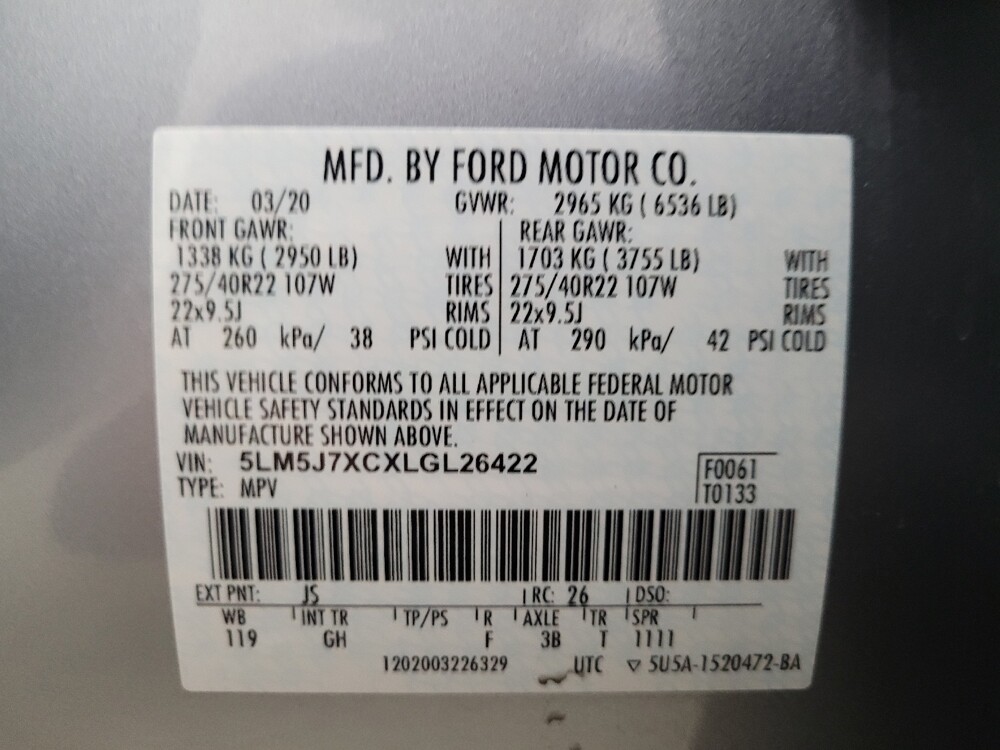 MFD. BY FORD MOTOR CO.
DATE: 03/20 GVWR: 2965 KG ( 6536 LB)
FRONT GAWR: REAR GAWR:
1338 KG ( 2950 LB) WITH 1703 KG ( 3755 LB) WITH
275/40R22 107W TIRES 275/40R22 107W TIRES
22x9.5J RIMS 22x9.5J RIMS
AT 260 kPa/ 38 PSI COLD AT 290 kPa/ 42 PSI COLD
THIS VEHICLE CONFORMS TO ALL APPLICABLE FEDERAL MOTOR
VEHICLE SAFETY STANDARDS IN EFFECT ON THE DATE OF
MANUFACTURE SHOWN ABOVE.
VIN: 5LM5J7XCXLGL26422 F0061
TYPE: MPV T0133
EXT PNT: JS RC: 26 DSO:
WB INT TR TP/PS R AXLE TR SPR
119 GH F 3B T 1111
1202003226329 UTC ▽ 5U5A-1520472-BA